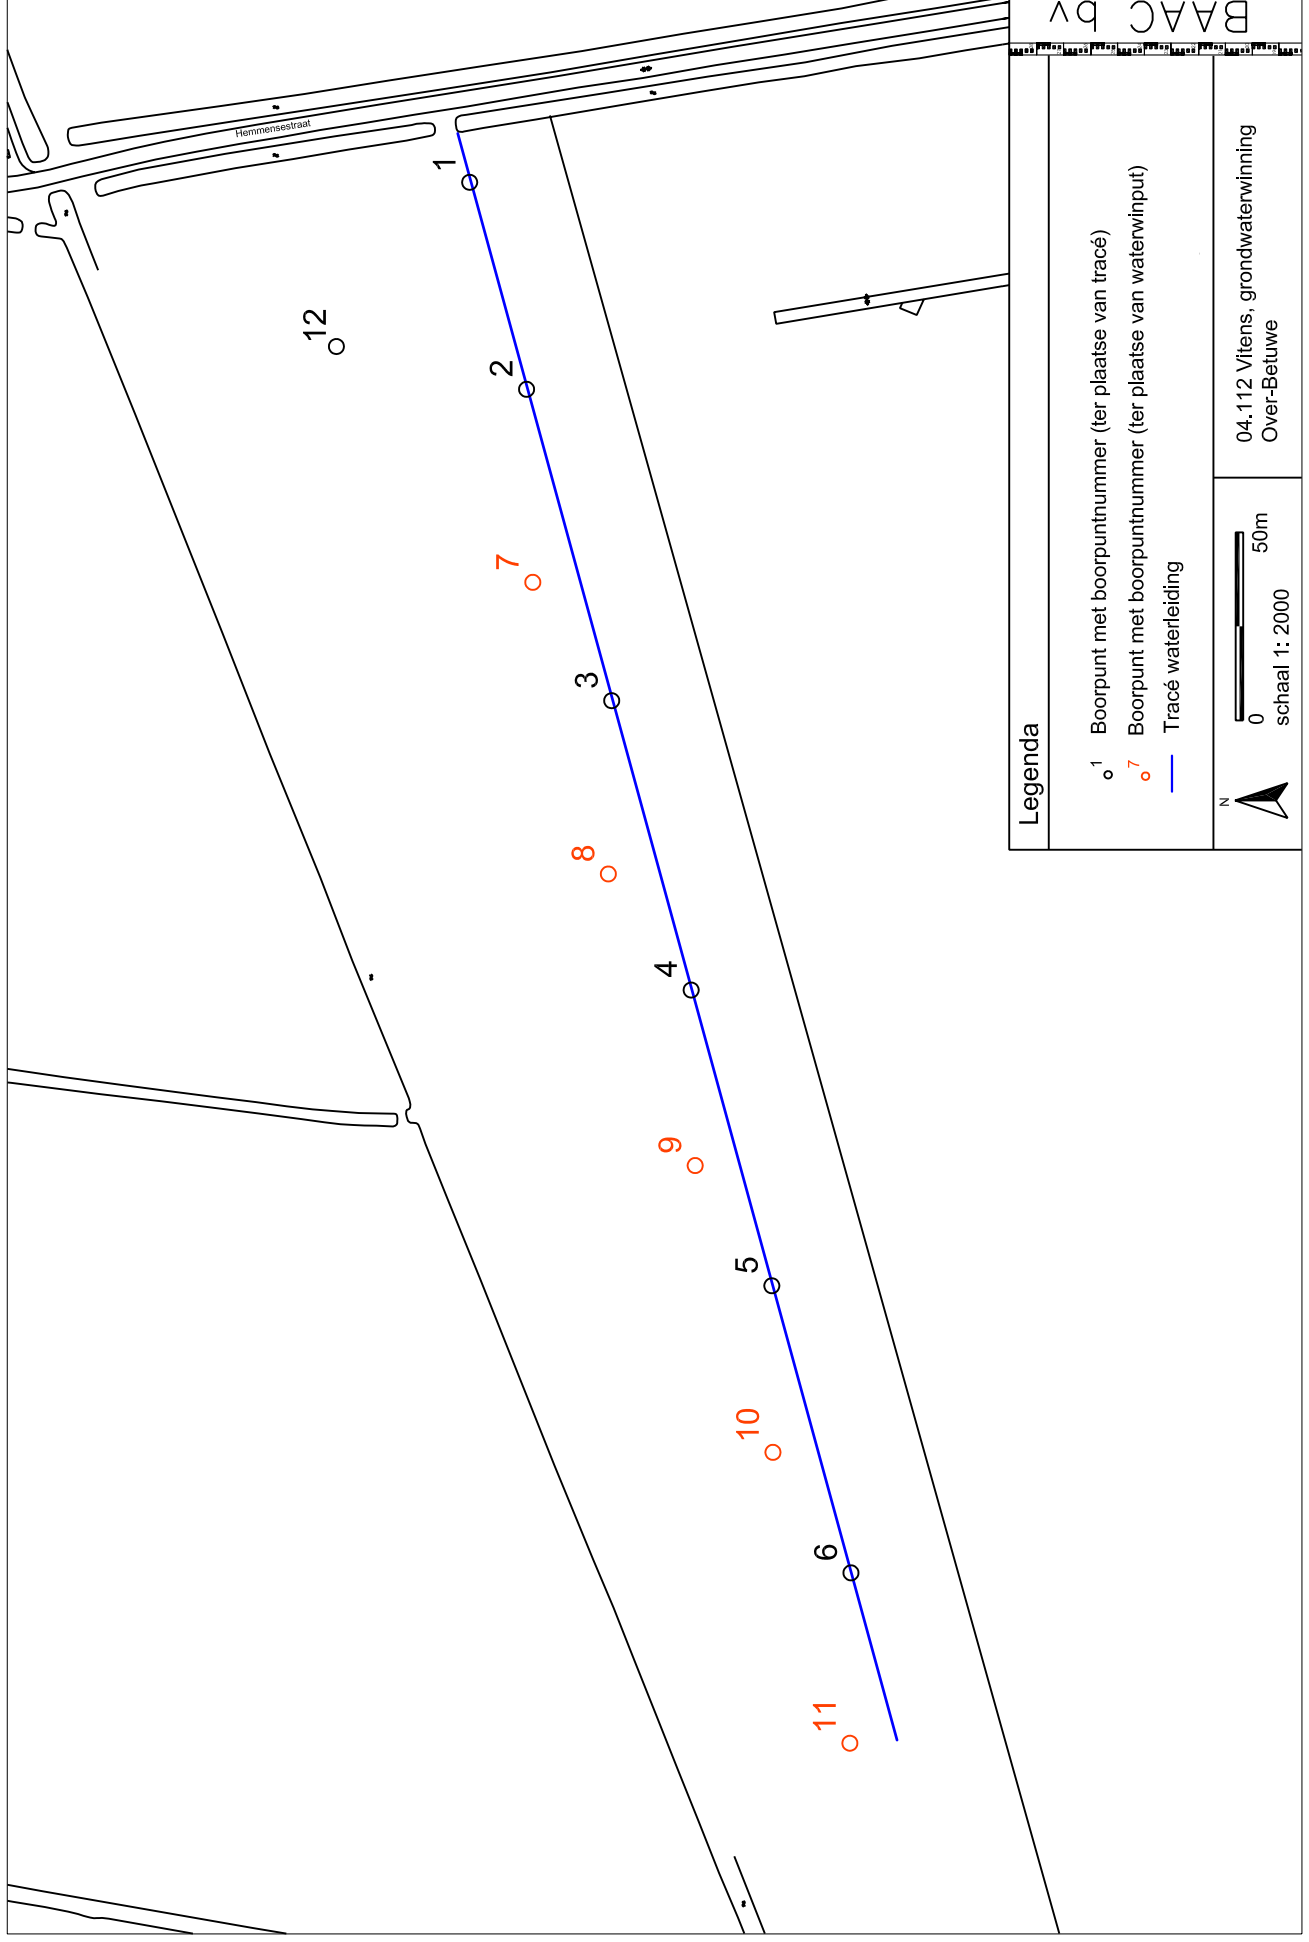 Hemmensestraat
1
2
3
4
5
6
7
8
9
10
11
12
Legenda
1 Boorpunt met boorpuntnummer (ter plaatse van tracé)
7 Boorpunt met boorpuntnummer (ter plaatse van waterwinput)
Tracé waterleiding
N
0 50m
schaal 1: 2000
04.112 Vitens, grondwaterwinning
Over-Betuwe
BAAC bv